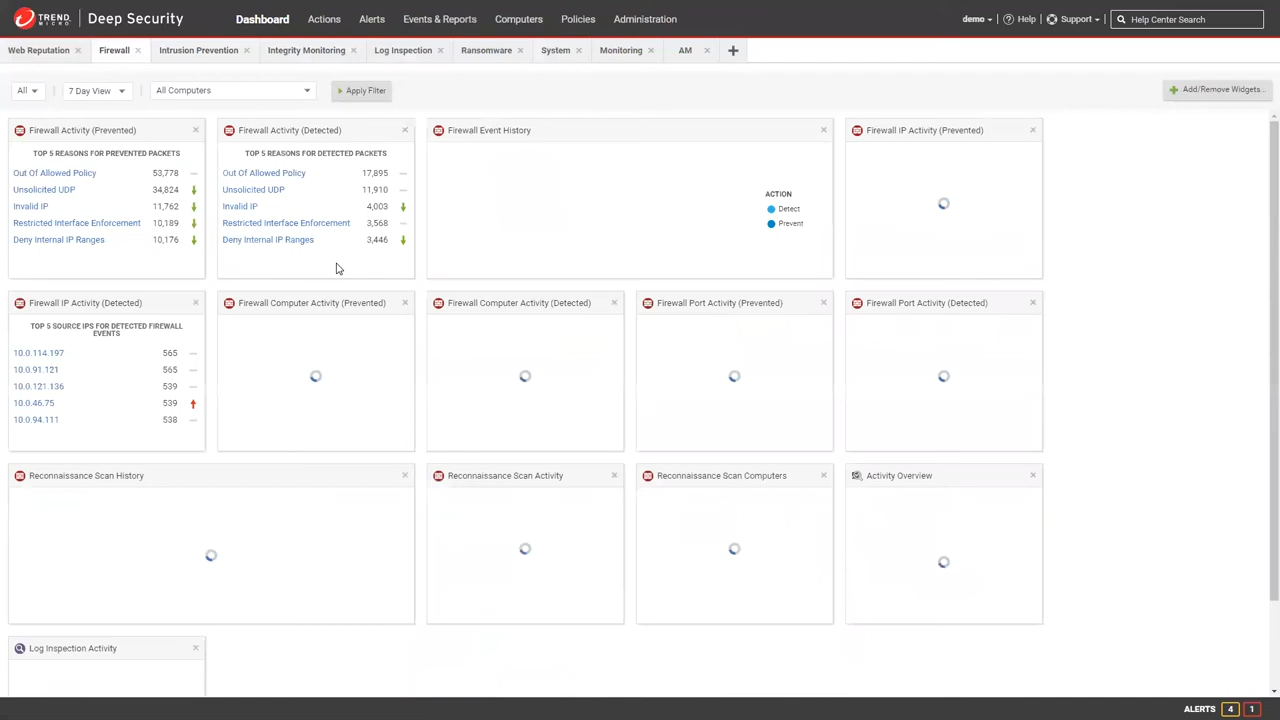 TREND MICRO Deep Security Dashboard Actions Alerts Events & Reports Computers Policies Administration demo Help Support Help Center Search
Web Reputation Firewall Intrusion Prevention Integrity Monitoring Log Inspection Ransomware System Monitoring AM
All 7 Day View All Computers Apply Filter Add/Remove Widgets...
Firewall Activity (Prevented)
TOP 5 REASONS FOR PREVENTED PACKETS
Out Of Allowed Policy 53,778
Unsolicited UDP 34,824
Invalid IP 11,762
Restricted Interface Enforcement 10,189
Deny Internal IP Ranges 10,176
Firewall Activity (Detected)
TOP 5 REASONS FOR DETECTED PACKETS
Out Of Allowed Policy 17,895
Unsolicited UDP 11,910
Invalid IP 4,003
Restricted Interface Enforcement 3,568
Deny Internal IP Ranges 3,446
Firewall Event History
ACTION
Detect
Prevent
Firewall IP Activity (Prevented)
Firewall IP Activity (Detected)
TOP 5 SOURCE IPS FOR DETECTED FIREWALL
EVENTS
10.0.114.197 565
10.0.91.121 565
10.0.121.136 539
10.0.46.75 539
10.0.94.111 538
Firewall Computer Activity (Prevented)
Firewall Computer Activity (Detected)
Firewall Port Activity (Prevented)
Firewall Port Activity (Detected)
Reconnaissance Scan History
Reconnaissance Scan Activity
Reconnaissance Scan Computers
Activity Overview
Log Inspection Activity
ALERTS 4 1